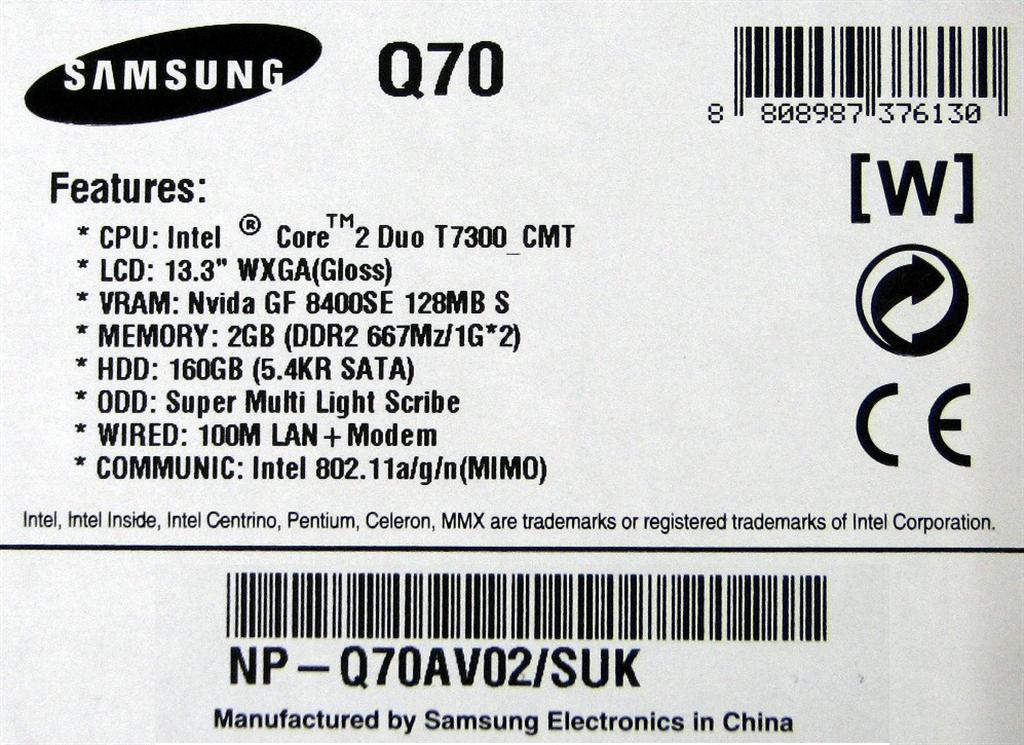 SAMSUNG Q70
8 808987 376130
[W]
Features:
* CPU: Intel ® Core™2 Duo T7300_CMT
* LCD: 13.3" WXGA(Gloss)
* VRAM: Nvida GF 8400SE 128MB S
* MEMORY: 2GB (DDR2 667Mz/1G*2)
* HDD: 160GB (5.4KR SATA)
* ODD: Super Multi Light Scribe
* WIRED: 100M LAN+Modem
* COMMUNIC: Intel 802.11a/g/n(MIMO)
CE
Intel, Intel Inside, Intel Centrino, Pentium, Celeron, MMX are trademarks or registered trademarks of Intel Corporation.
NP–Q70AV02/SUK
Manufactured by Samsung Electronics in China